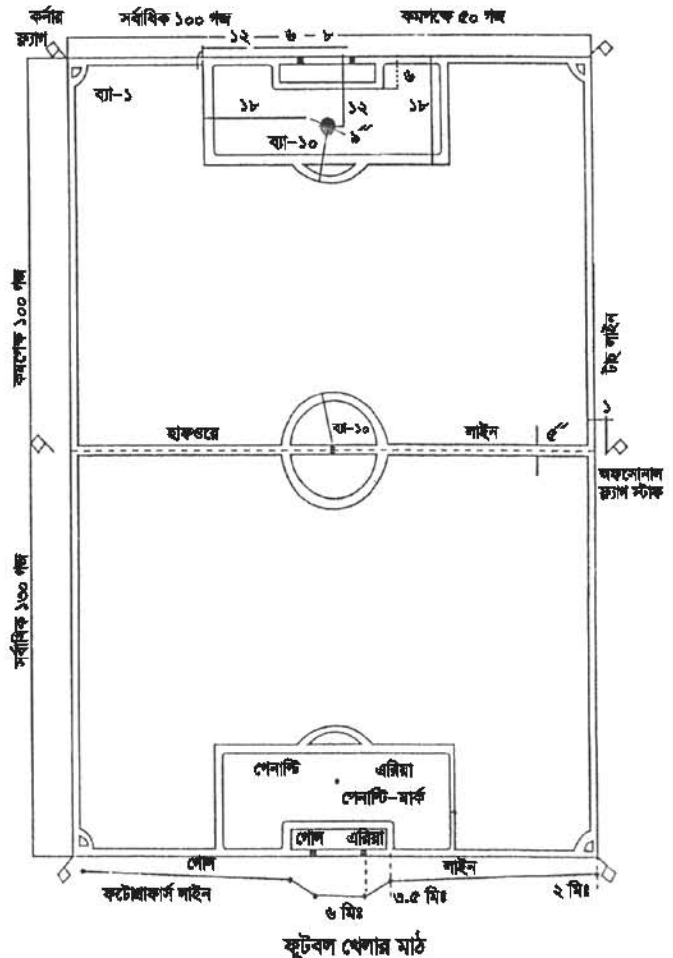 কর্নার
ফ্ল্যাগ
সর্বাধিক ১০০ গজ
কমপক্ষে ৫০ গজ
১২ - ৬ - ৮
ব্যা-১
৬
১৮
১২
১৮
ব্যা-১০
৯"
কমপক্ষে ১০০ গজ
টাচ লাইন
১
হাফওয়ে
ব্যা-১০
লাইন
৫"
অফসোনাল
ফ্ল্যাগ স্টাফ
সর্বাধিক ১৩০ গজ
পেনাল্টি
এরিয়া
পেনাল্টি-মার্ক
গোল
এরিয়া
গোল
লাইন
ফটোগ্রাফার্স লাইন
৬ মিঃ
৩.৫ মিঃ
২ মিঃ
ফুটবল খেলার মাঠ